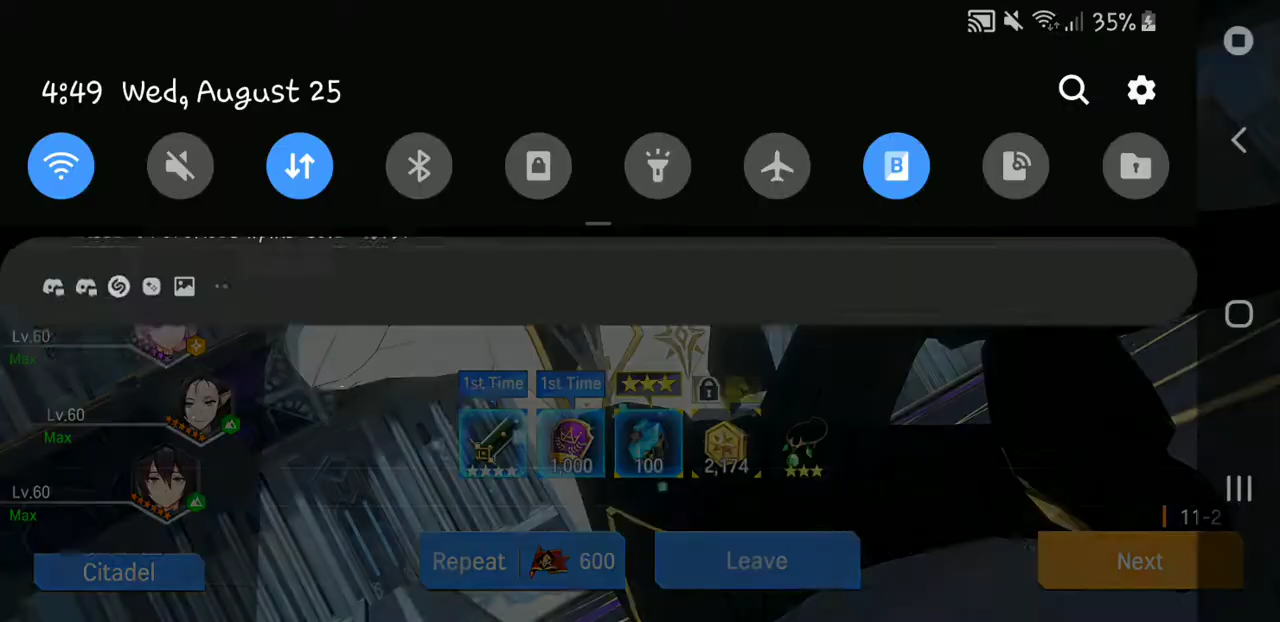 35%
4:49 Wed, August 25
B
Lv.60
Max
1st Time 1st Time
Lv.60
Max
1,000 100 2,174
Lv.60
Max
11-2
Citadel Repeat 600 Leave Next